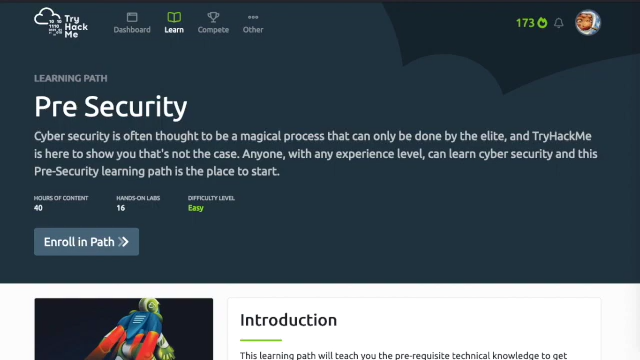 Try
Hack
Me
Dashboard
Learn
Compete
Other
173
LEARNING PATH
Pre Security
Cyber security is often thought to be a magical process that can only be done by the elite, and TryHackMe
is here to show you that's not the case. Anyone, with any experience level, can learn cyber security and this
Pre-Security learning path is the place to start.
HOURS OF CONTENT
40
HANDS-ON LABS
16
DIFFICULTY LEVEL
Easy
Enroll in Path
Introduction
This learning path will teach you the pre-requisite technical knowledge to get